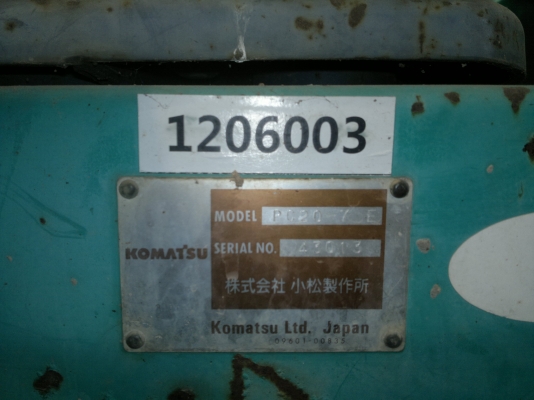 1206003
MODEL
KOMATSU
SERIAL NO.
株式会社 小松製作所
Komatsu Ltd. Japan